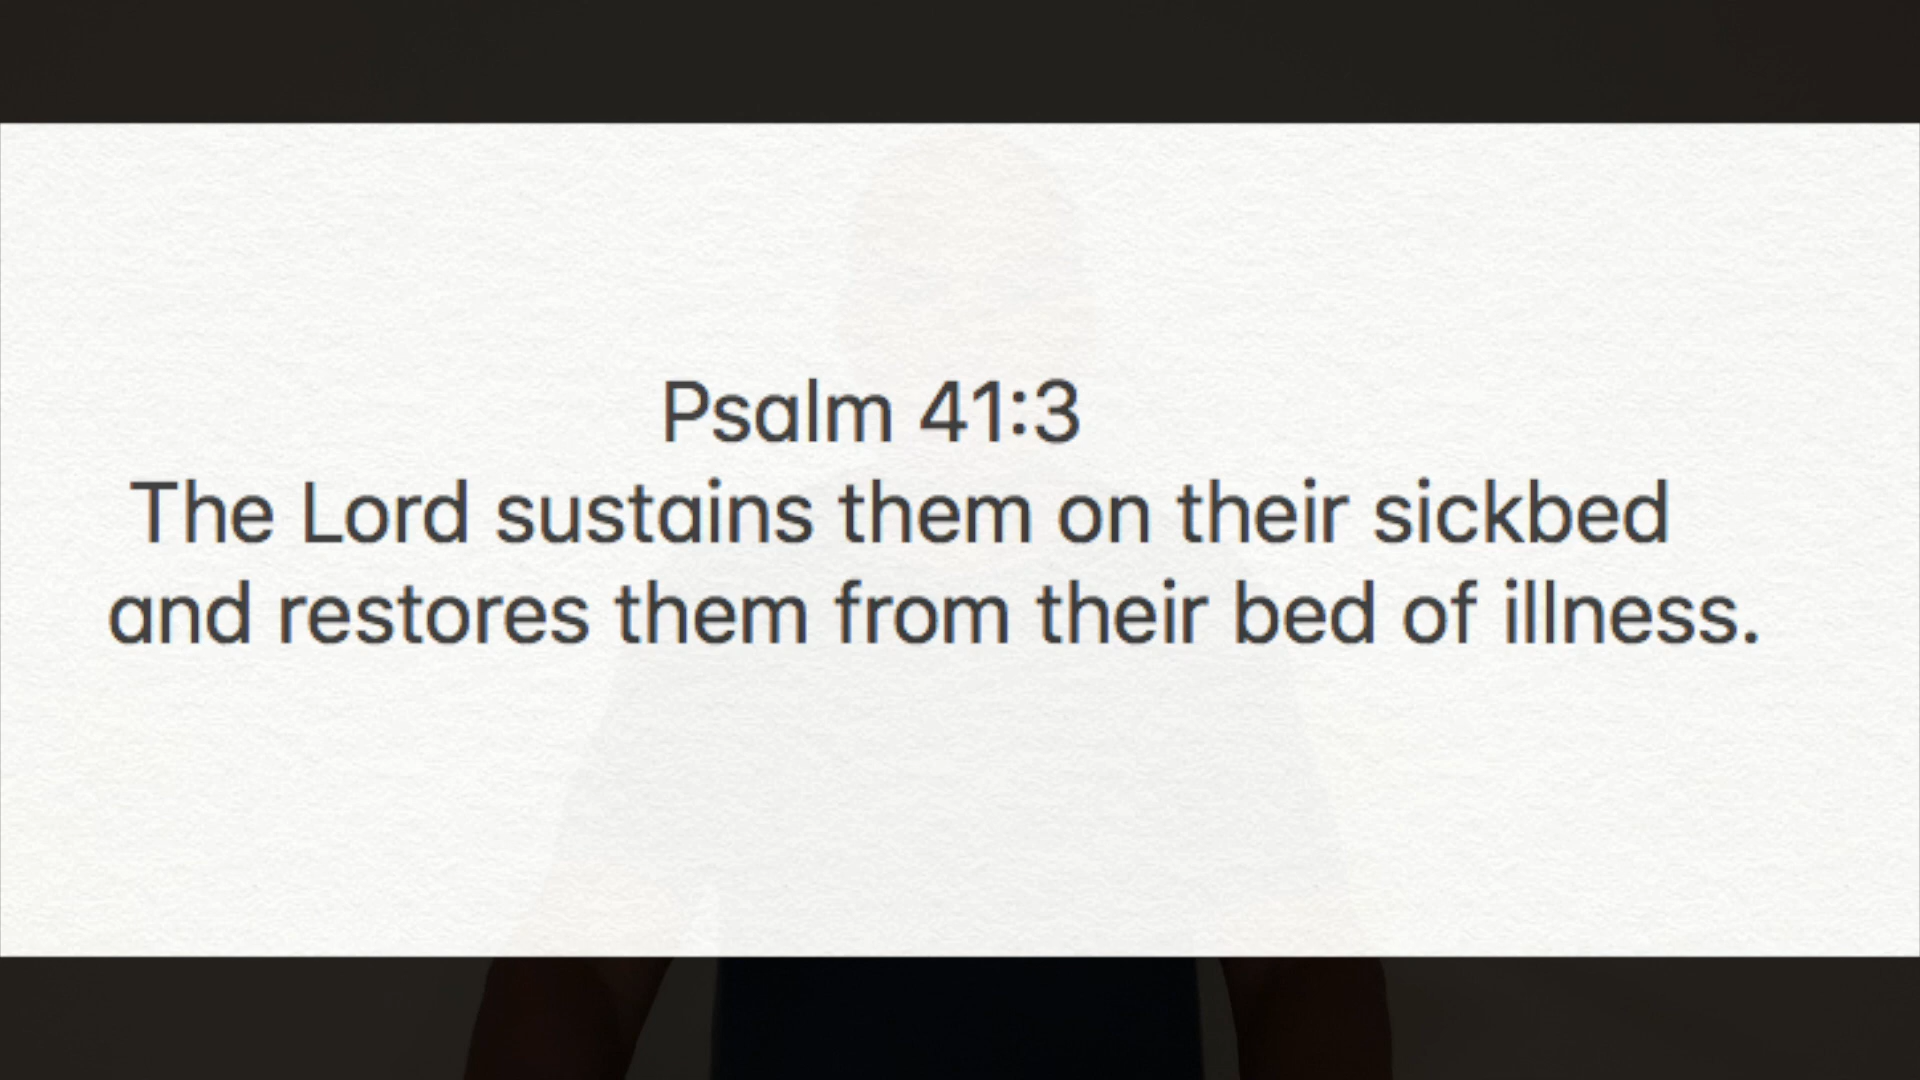 Psalm 41:3
The Lord sustains them on their sickbed
and restores them from their bed of illness.